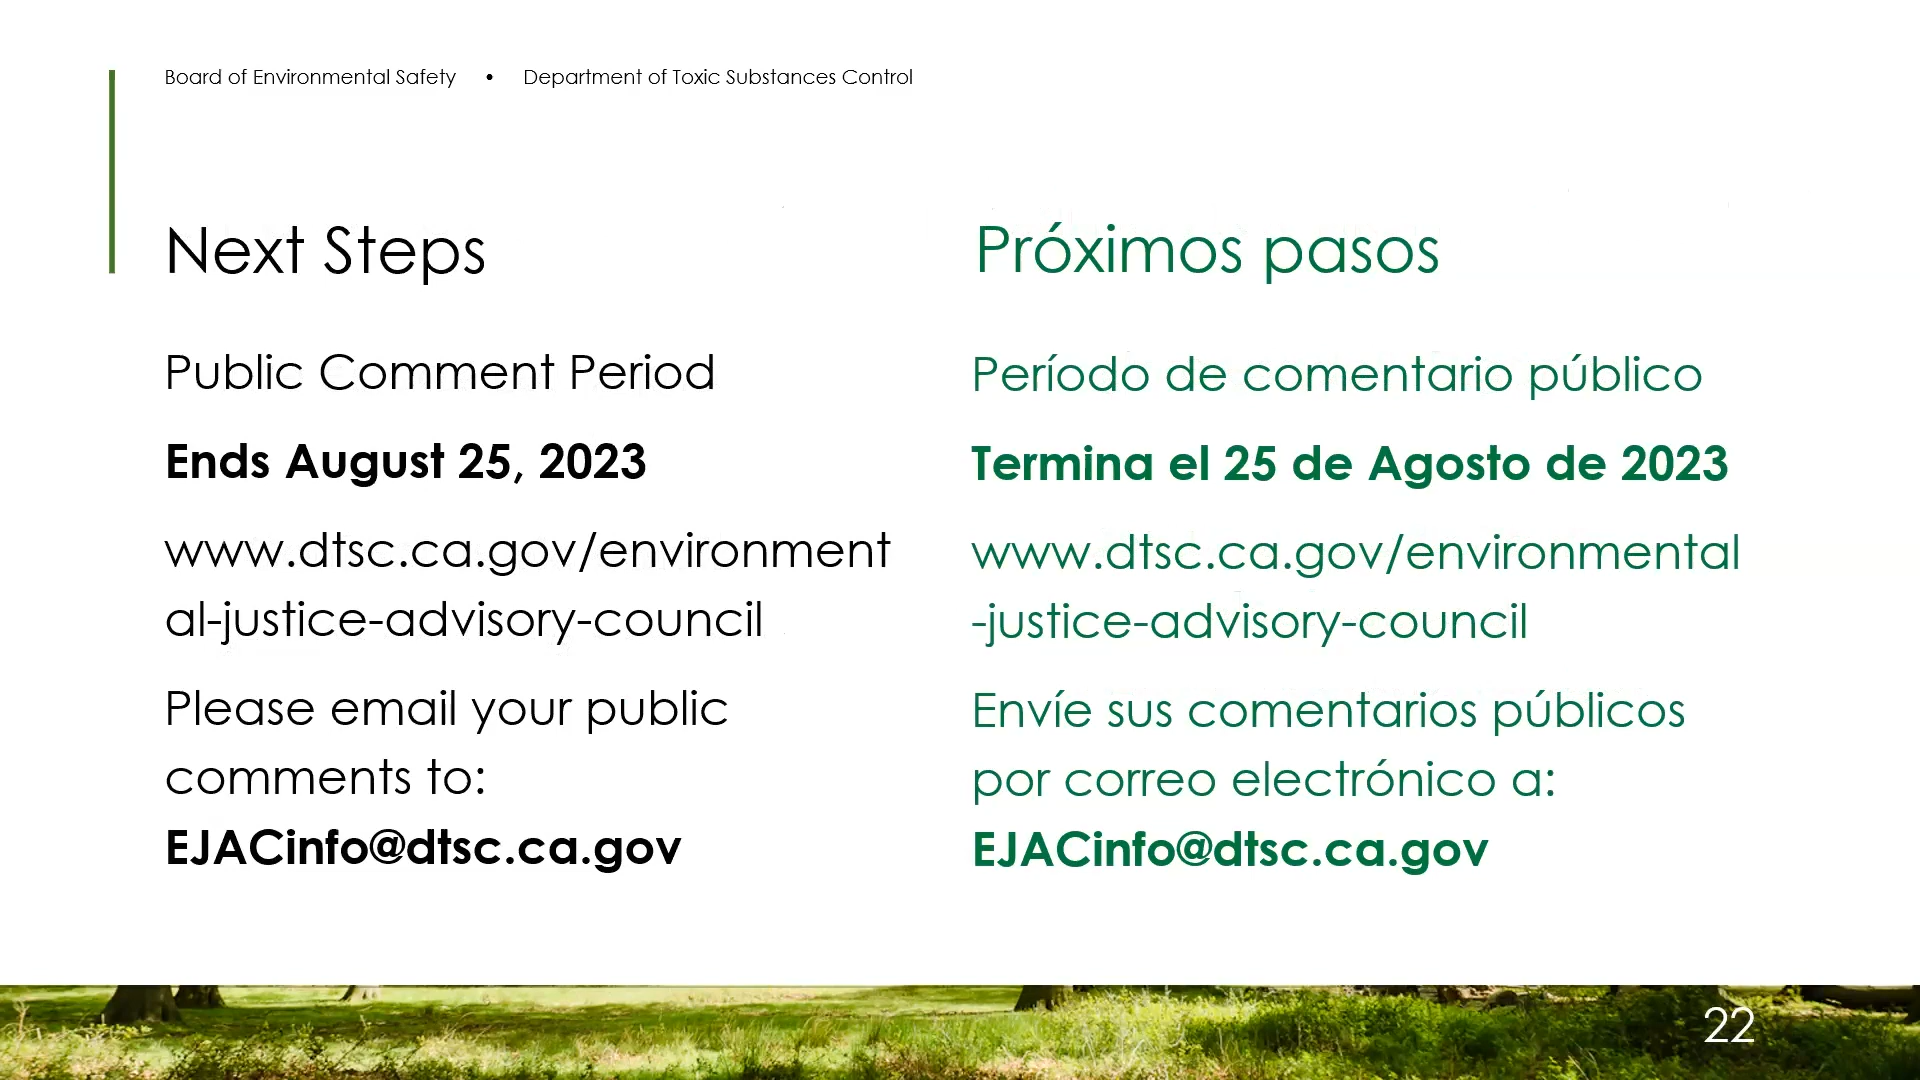 Board of Environmental Safety • Department of Toxic Substances Control
Next Steps
Public Comment Period
Ends August 25, 2023
www.dtsc.ca.gov/environment
al-justice-advisory-council
Please email your public
comments to:
EJACinfo@dtsc.ca.gov
Próximos pasos
Período de comentario público
Termina el 25 de Agosto de 2023
www.dtsc.ca.gov/environmental
-justice-advisory-council
Envíe sus comentarios públicos
por correo electrónico a:
EJACinfo@dtsc.ca.gov
22